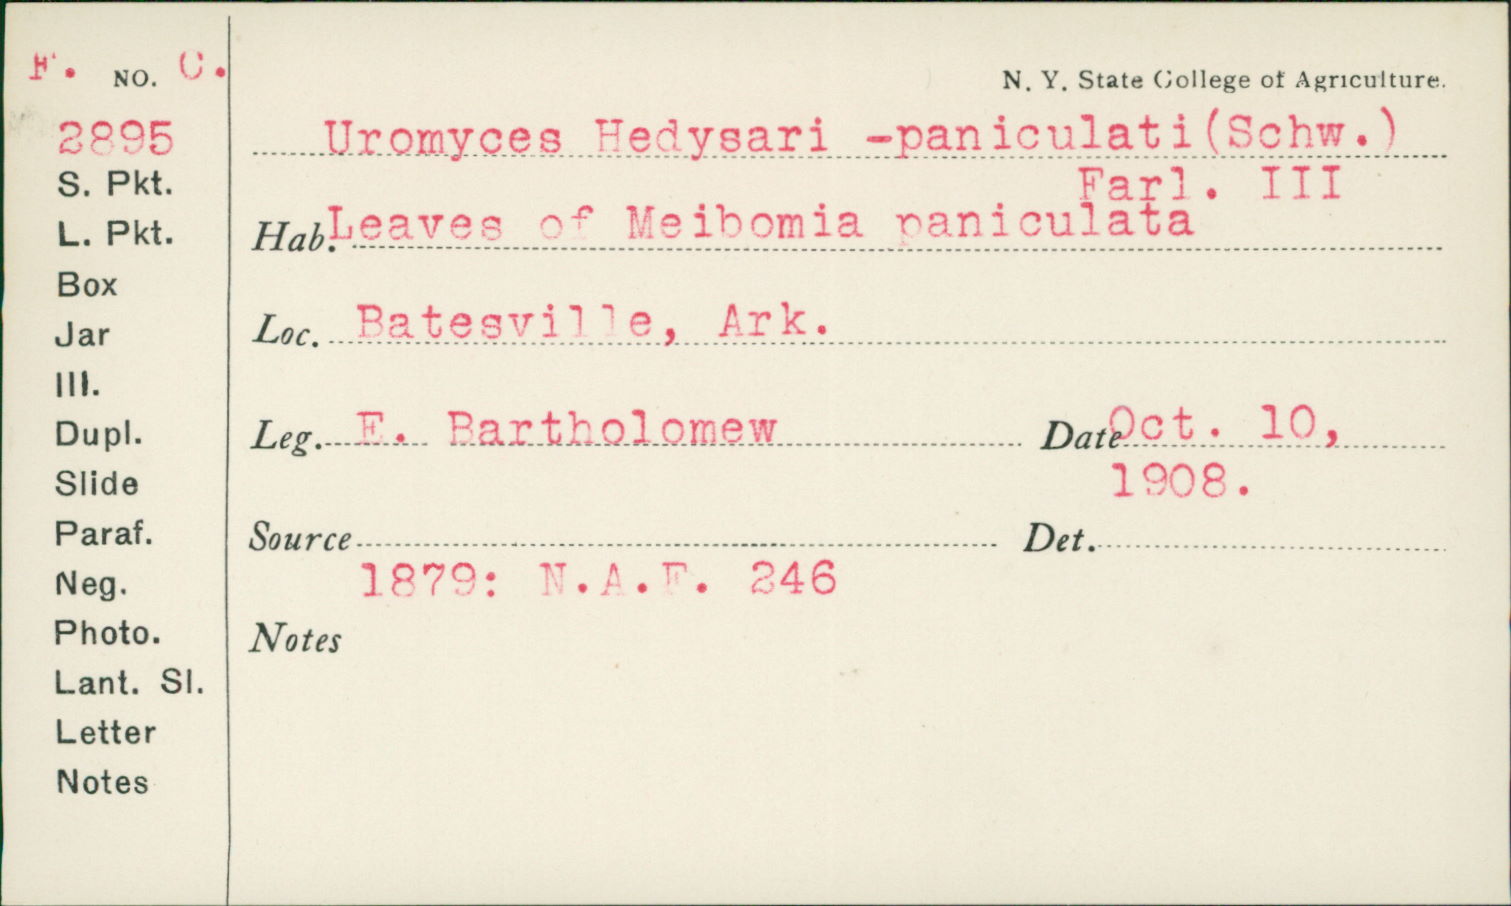 F. NO. C.
N. Y. State College of Agriculture.
2895
Uromyces Hedysari -paniculati(Schw.)
Farl. III
S. Pkt.
L. Pkt.
Hab. Leaves of Meibomia paniculata
Box
Jar
Loc. Batesville, Ark.
Ill.
Dupl.
Leg. E. Bartholomew Date Oct. 10,
1908.
Slide
Paraf.
Source Det.
1879: N.A.F. 246
Neg.
Photo.
Notes
Lant. Sl.
Letter
Notes